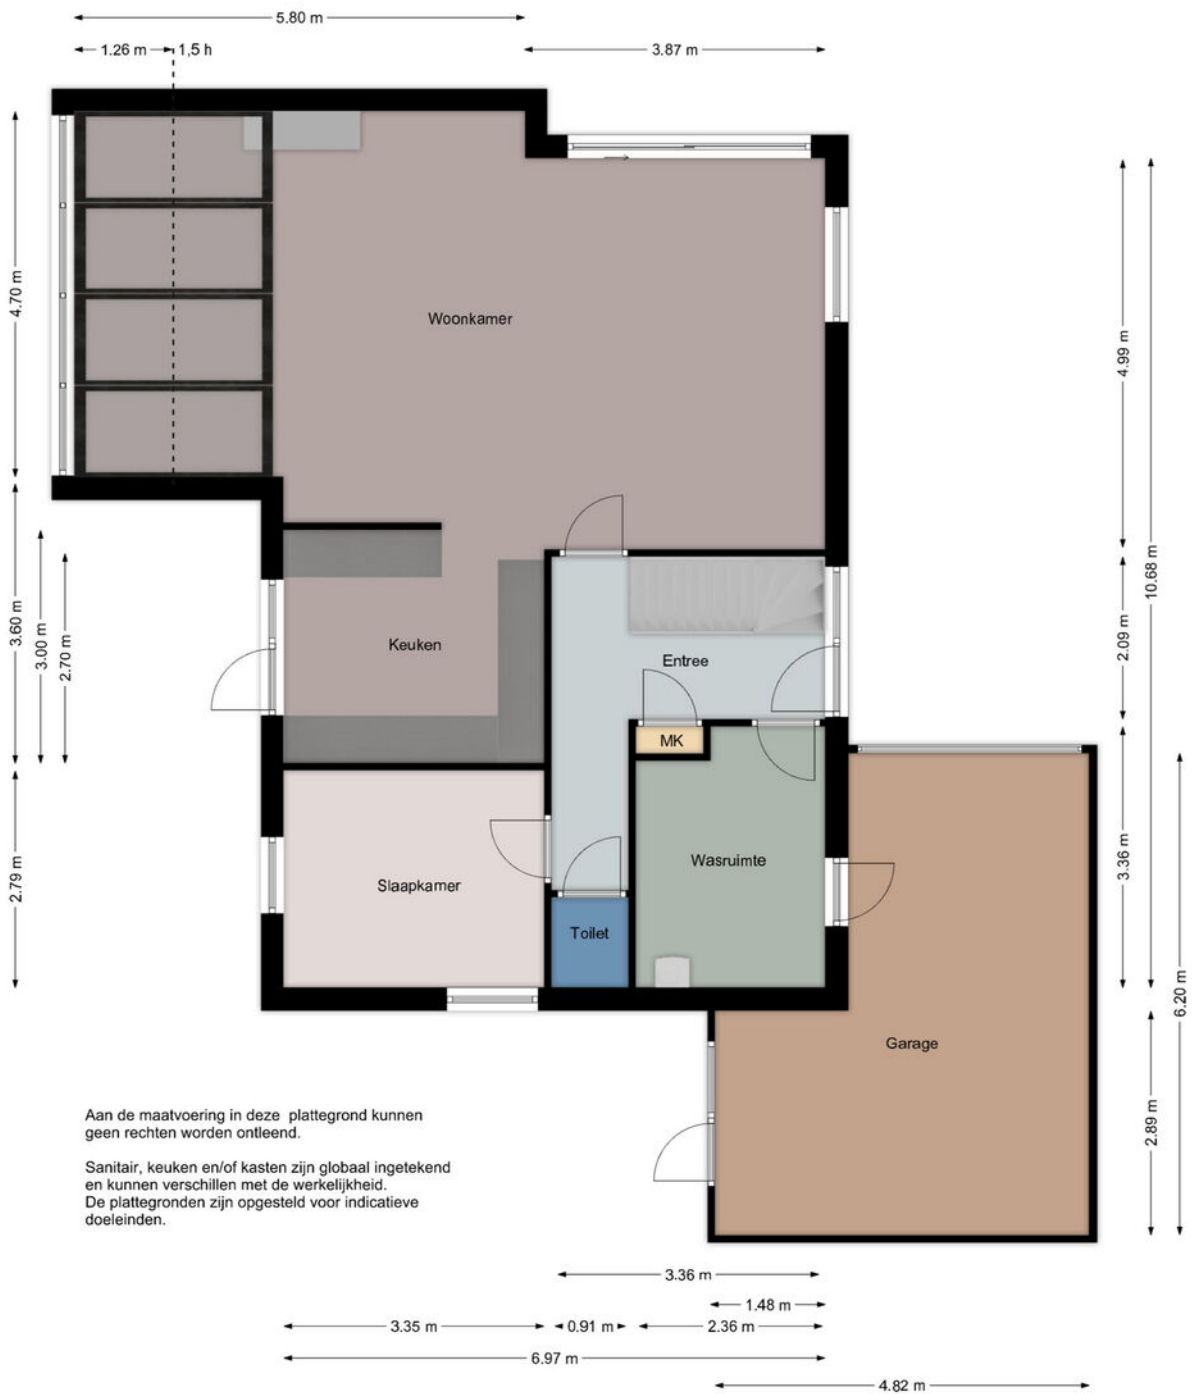 5.80 m
1.26 m
1,5 h
3.87 m
4.70 m
Woonkamer
4.99 m
10.68 m
3.60 m
3.00 m
2.70 m
Keuken
Entree
2.09 m
MK
Wasruimte
3.36 m
2.79 m
Slaapkamer
Toilet
6.20 m
Garage
2.89 m
Aan de maatvoering in deze plattegrond kunnen
geen rechten worden ontleend.
Sanitair, keuken en/of kasten zijn globaal ingetekend
en kunnen verschillen met de werkelijkheid.
De plattegronden zijn opgesteld voor indicatieve
doeleinden.
3.36 m
1.48 m
3.35 m
0.91 m
2.36 m
6.97 m
4.82 m